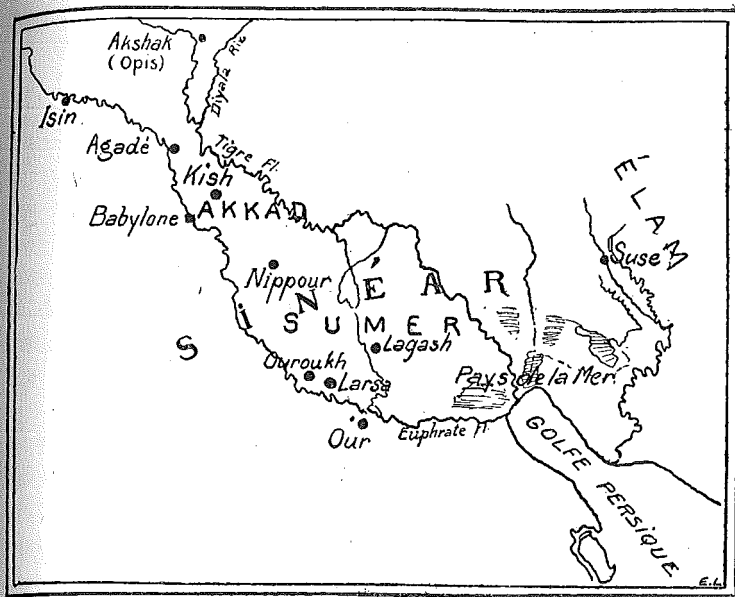 Akshak
(Opis)
Diyala Riv.
Isin
Agadé
Tigre Fl.
Kish
AKKAD
Babylone
ÉLAM
Suse
Nippour
SINÉAR
SUMER
Lagash
Ouroukh
Larsa
Pays de la Mer
Our
Euphrate Fl.
GOLFE PERSIQUE
E.L.